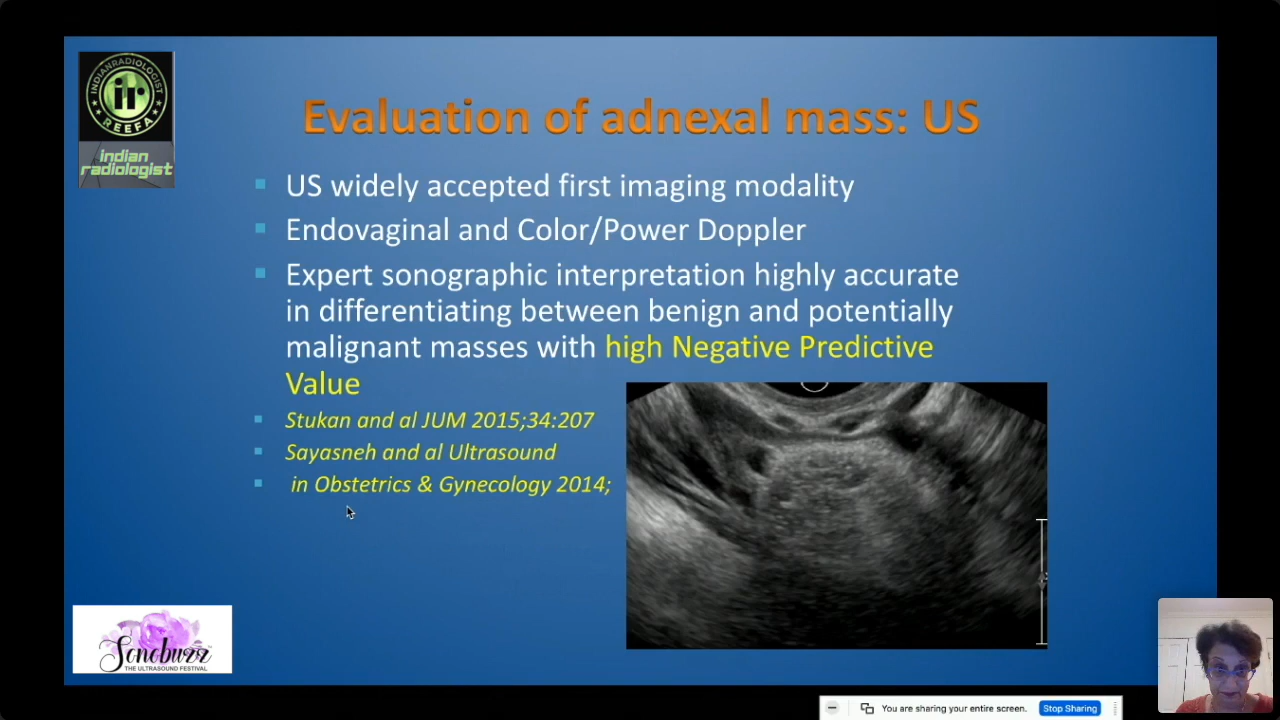 INDIANRADIOLOGIST
ir
REEFA
indian
radiologist
Evaluation of adnexal mass: US
US widely accepted first imaging modality
Endovaginal and Color/Power Doppler
Expert sonographic interpretation highly accurate
in differentiating between benign and potentially
malignant masses with high Negative Predictive
Value
Stukan and al JUM 2015;34:207
Sayasneh and al Ultrasound
in Obstetrics & Gynecology 2014;
Sonobuzz
THE ULTRASOUND FESTIVAL
You are sharing your entire screen.
Stop Sharing